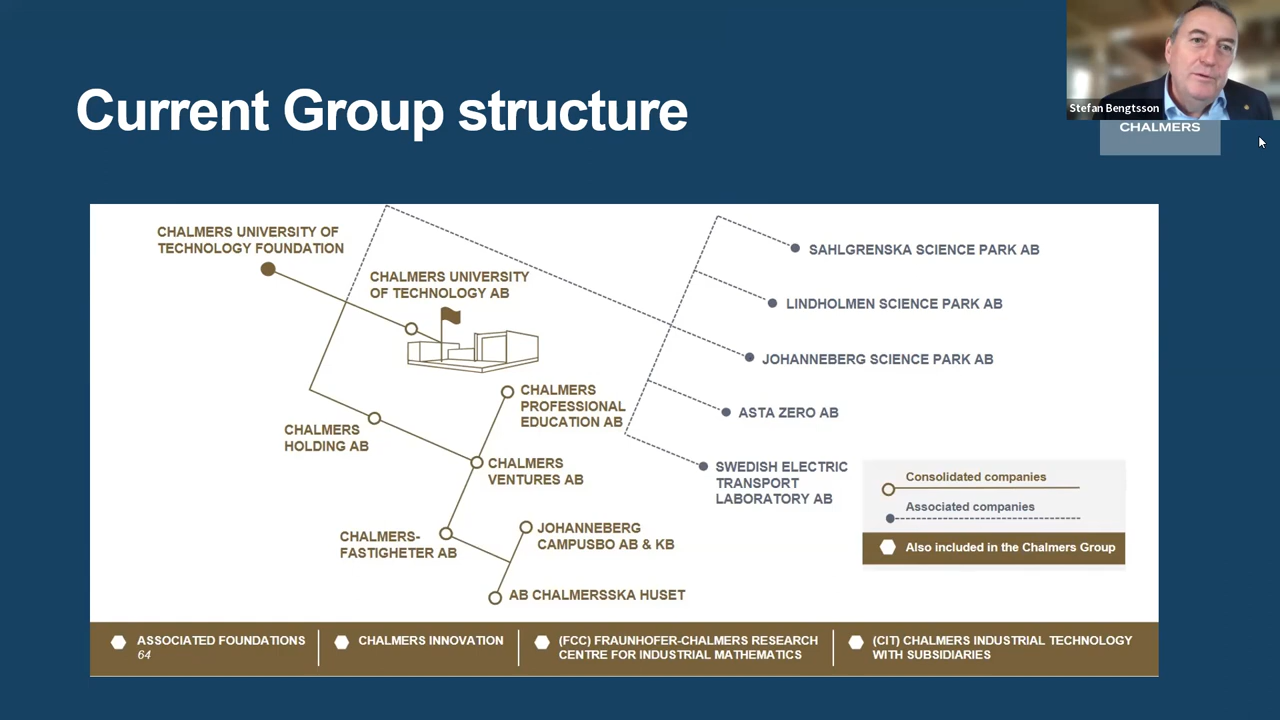 Current Group structure
Stefan Bengtsson
CHALMERS
CHALMERS UNIVERSITY OF
TECHNOLOGY FOUNDATION
CHALMERS UNIVERSITY
OF TECHNOLOGY AB
CHALMERS
PROFESSIONAL
EDUCATION AB
CHALMERS
HOLDING AB
CHALMERS
VENTURES AB
CHALMERS-
FASTIGHETER AB
JOHANNEBERG
CAMPUSBO AB & KB
AB CHALMERSSKA HUSET
SAHLGRENSKA SCIENCE PARK AB
LINDHOLMEN SCIENCE PARK AB
JOHANNEBERG SCIENCE PARK AB
ASTA ZERO AB
SWEDISH ELECTRIC
TRANSPORT
LABORATORY AB
Consolidated companies
Associated companies
Also included in the Chalmers Group
ASSOCIATED FOUNDATIONS
64
CHALMERS INNOVATION
(FCC) FRAUNHOFER-CHALMERS RESEARCH
CENTRE FOR INDUSTRIAL MATHEMATICS
(CIT) CHALMERS INDUSTRIAL TECHNOLOGY
WITH SUBSIDIARIES